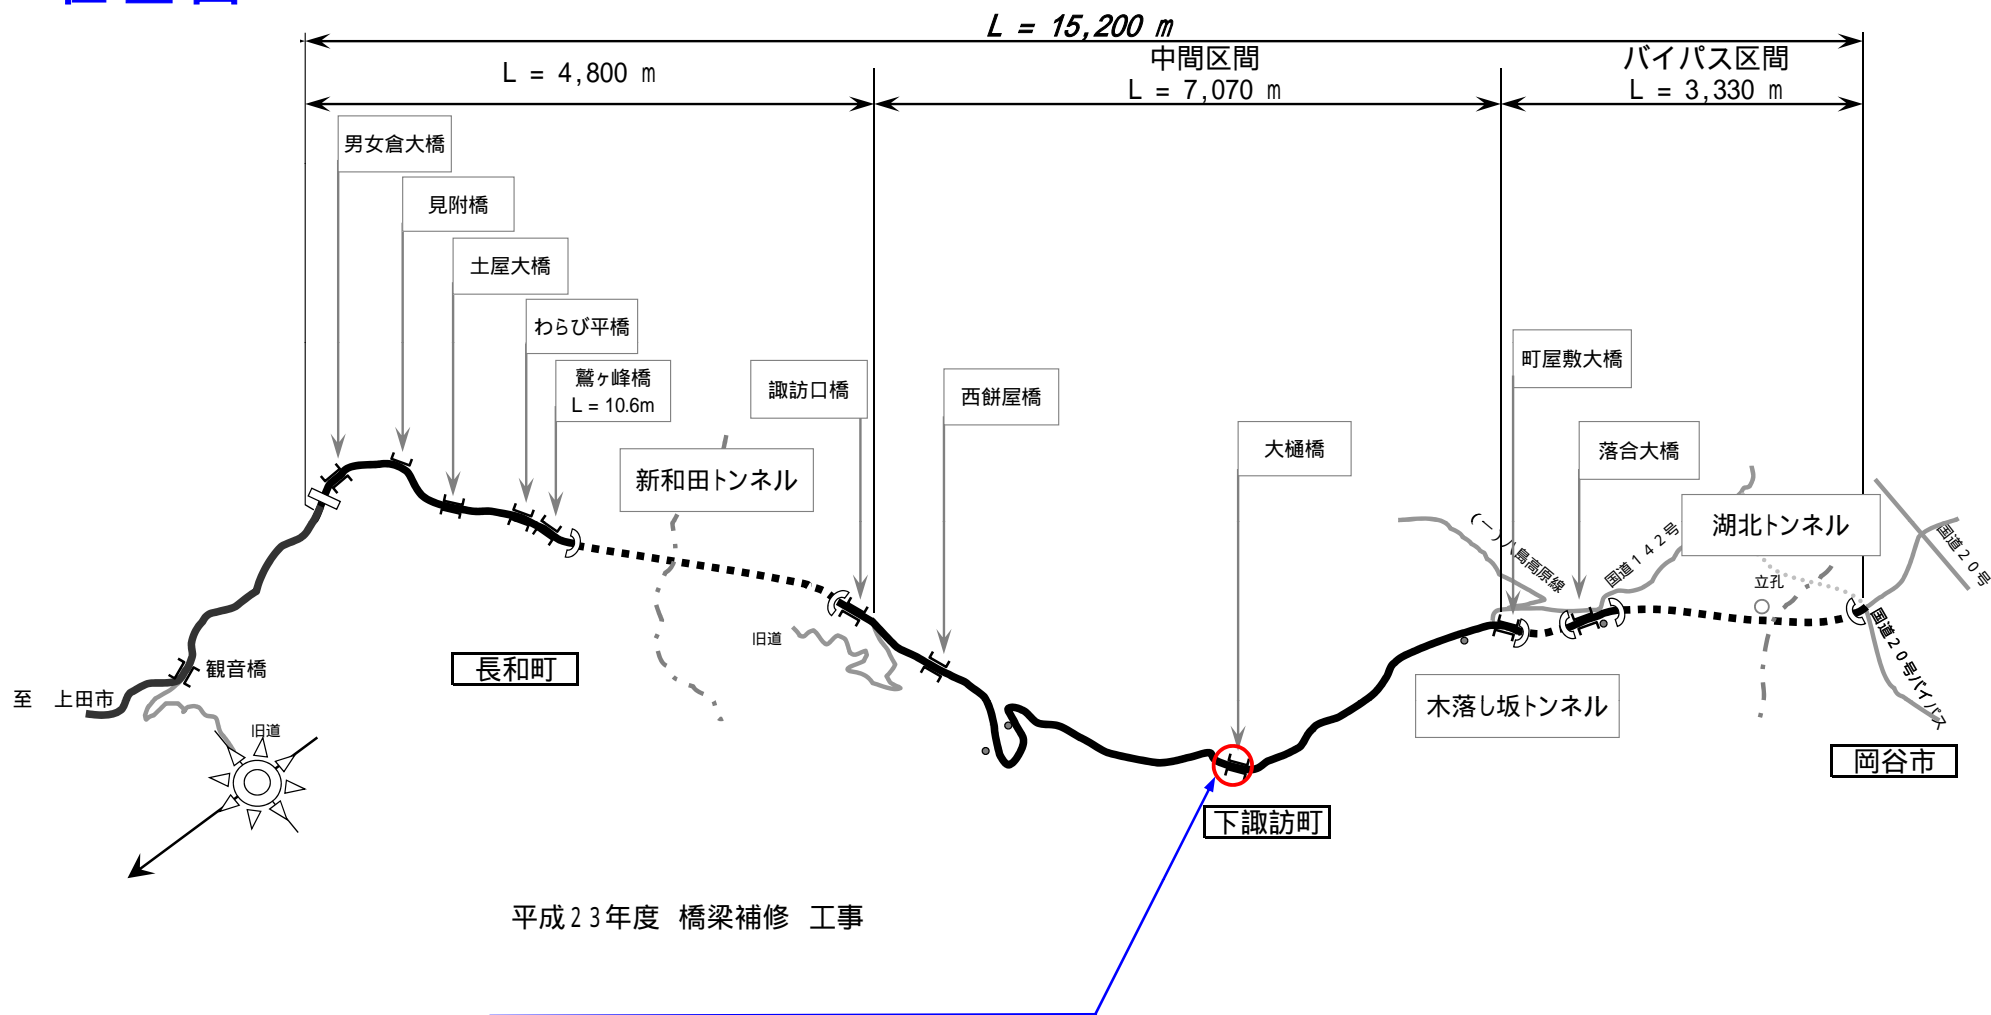 L = 15,200 m
L = 4,800 m
中間区間
L = 7,070 m
バイパス区間
L = 3,330 m
男女倉大橋
見附橋
土屋大橋
わらび平橋
鷲ヶ峰橋
L = 10.6m
新和田トンネル
諏訪口橋
西餅屋橋
大樋橋
町屋敷大橋
落合大橋
湖北トンネル
(一)八島高原線
国道142号
国道20号
立孔
国道20号バイパス
旧道
木落し坂トンネル
長和町
観音橋
至 上田市
旧道
岡谷市
下諏訪町
平成23年度 橋梁補修 工事